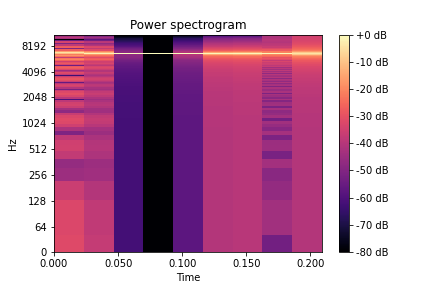 Power spectrogram
8192
4096
2048
1024
512
256
128
64
0
Hz
0.000 0.050 0.100 0.150 0.200
Time
+0 dB
-10 dB
-20 dB
-30 dB
-40 dB
-50 dB
-60 dB
-70 dB
-80 dB